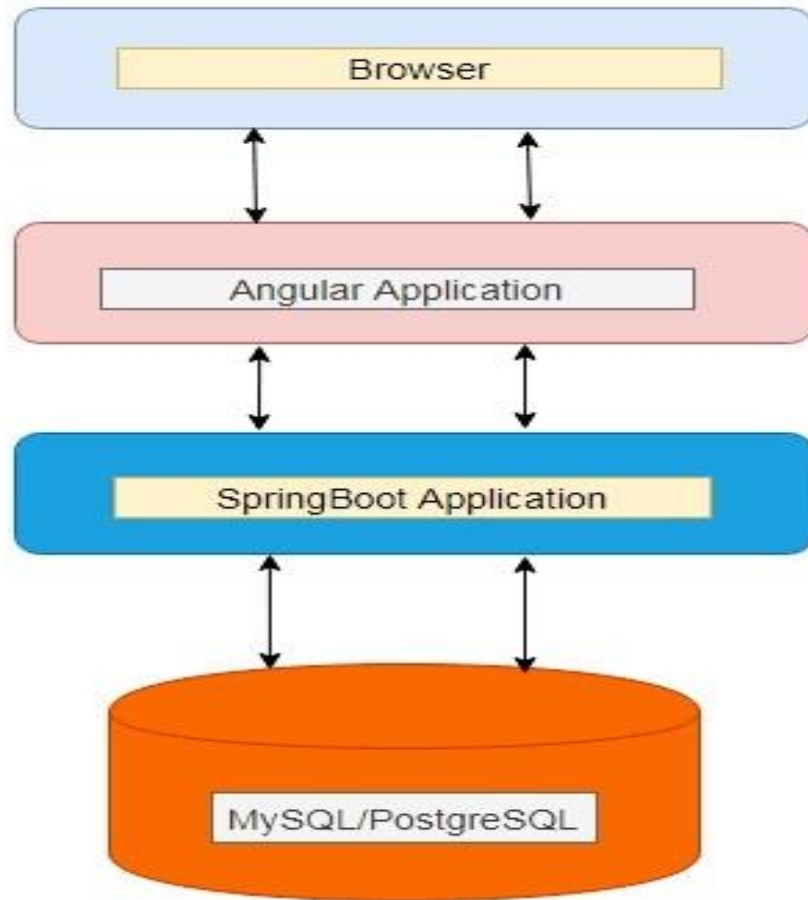 Browser
Angular Application
SpringBoot Application
MySQL/PostgreSQL